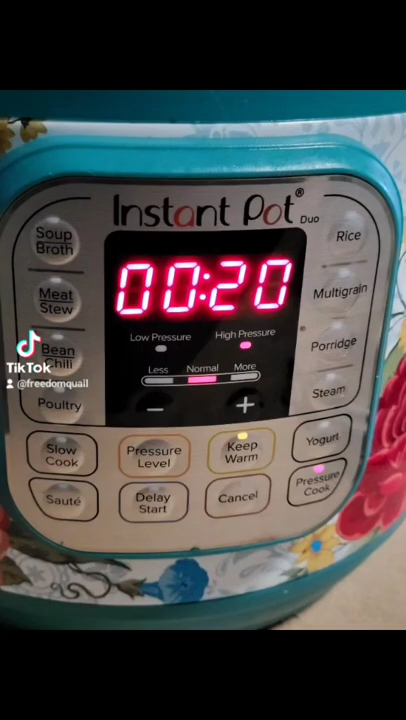 Instant Pot® Duo
Soup
Broth
Meat
Stew
Bean
Chili
Poultry
00:20
Low Pressure
High Pressure
Less
Normal
More
−
+
Rice
Multigrain
Porridge
Steam
Slow
Cook
Pressure
Level
Keep
Warm
Yogurt
Sauté
Delay
Start
Cancel
Pressure
Cook
TikTok
@freedomquail